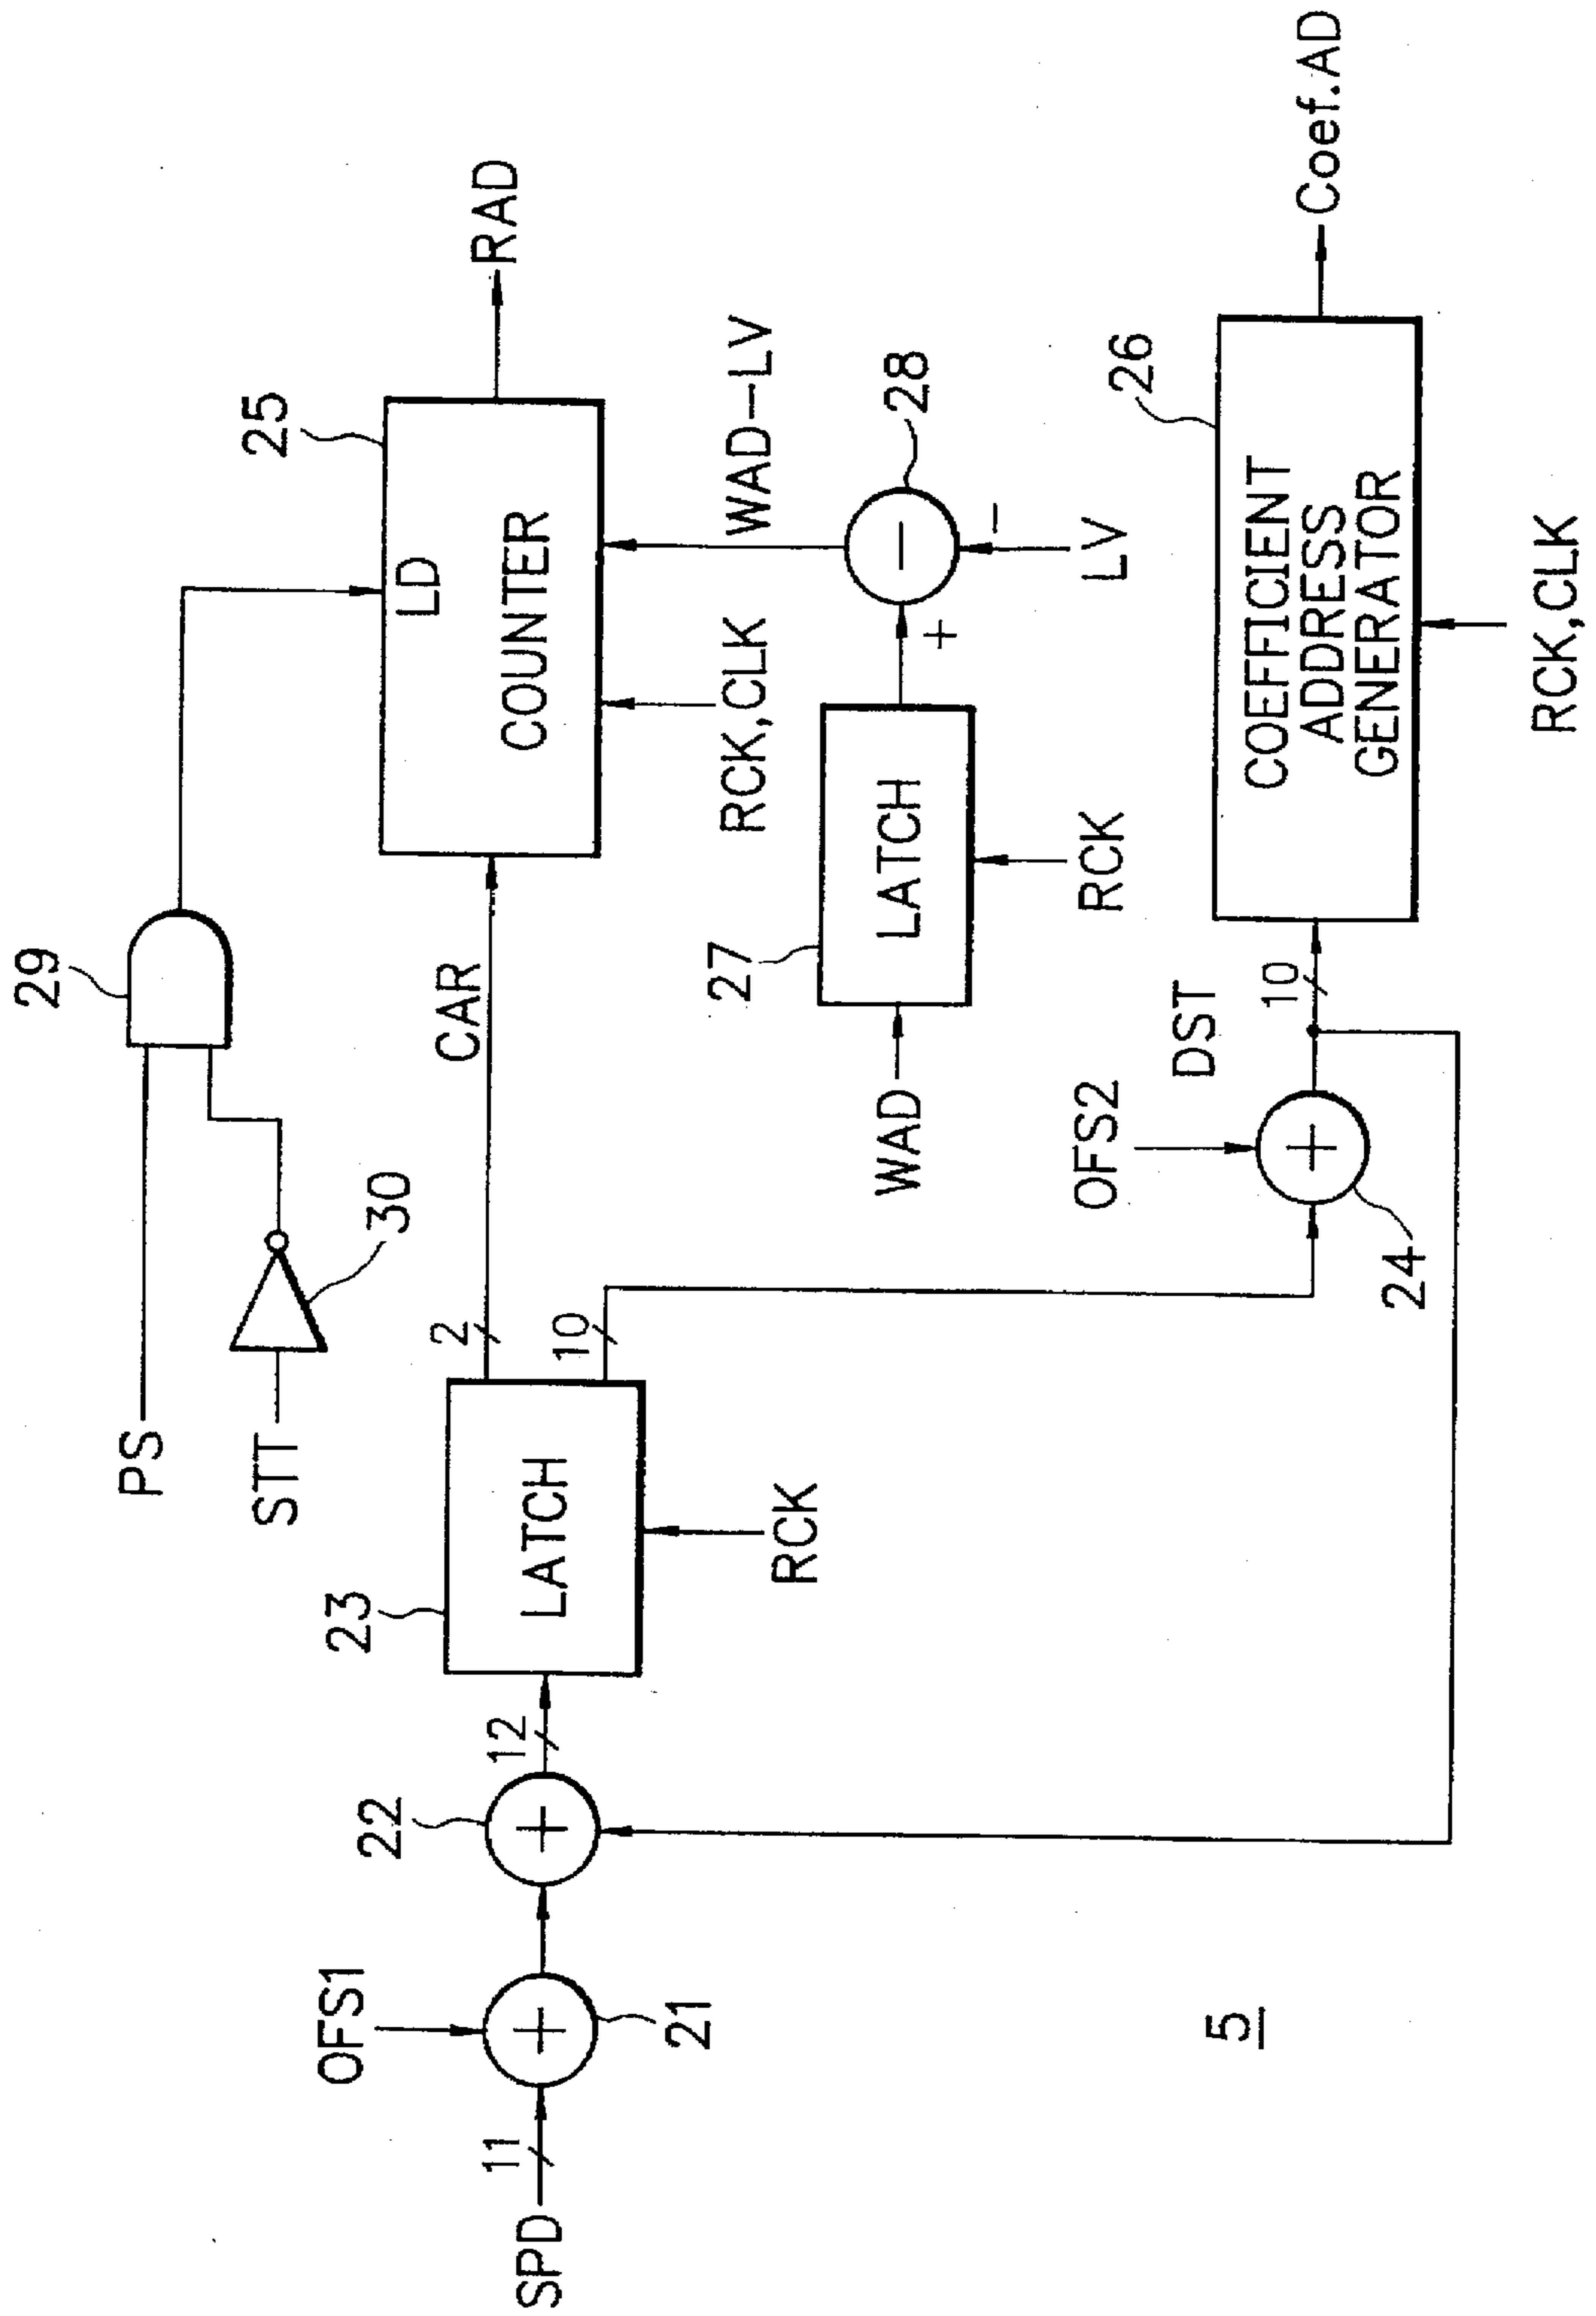 29
PS
STT
30
25
LD
COUNTER
RAD
CAR
2
10
23
LATCH
RCK
RCK,CLK
WAD-LV
27
LATCH
WAD
RCK
+
−
28
−
LV
22
+
12
OFS1
21
+
11
SPD
OFS2
DST
10
24
+
26
COEFFICIENT
ADDRESS
GENERATOR
Coef.AD
RCK,CLK
5